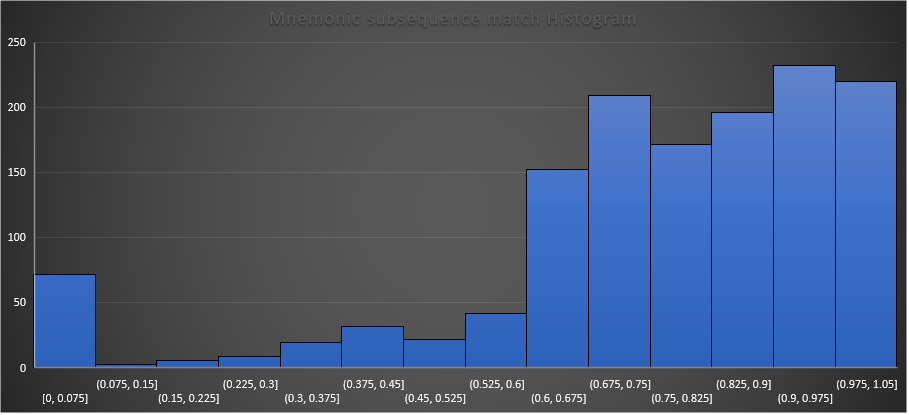 Mnemonic subsequence match Histogram
250
200
150
100
50
0
(0.075, 0.15] (0.225, 0.3] (0.375, 0.45] (0.525, 0.6] (0.675, 0.75] (0.825, 0.9] (0.975, 1.05]
[0, 0.075] (0.15, 0.225] (0.3, 0.375] (0.45, 0.525] (0.6, 0.675] (0.75, 0.825] (0.9, 0.975]